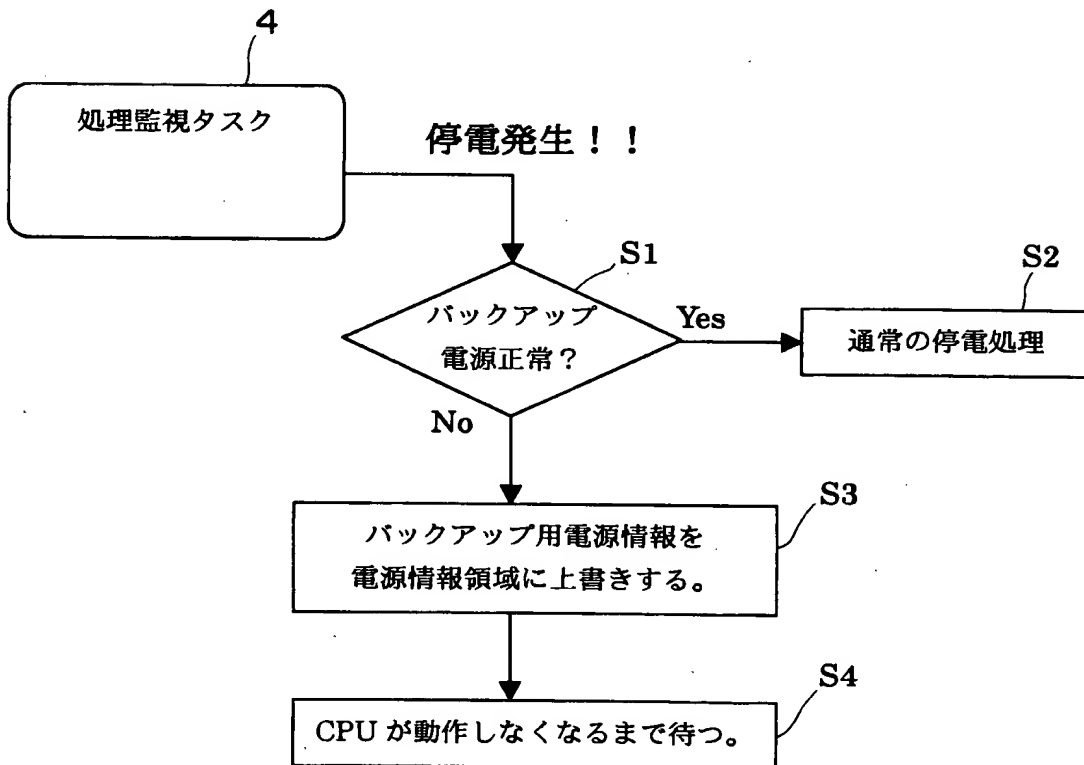 4
処理監視タスク
停電発生！！
S1
S2
バックアップ
電源正常？
Yes
通常の停電処理
No
S3
バックアップ用電源情報を
電源情報領域に上書きする。
S4
CPU が動作しなくなるまで待つ。